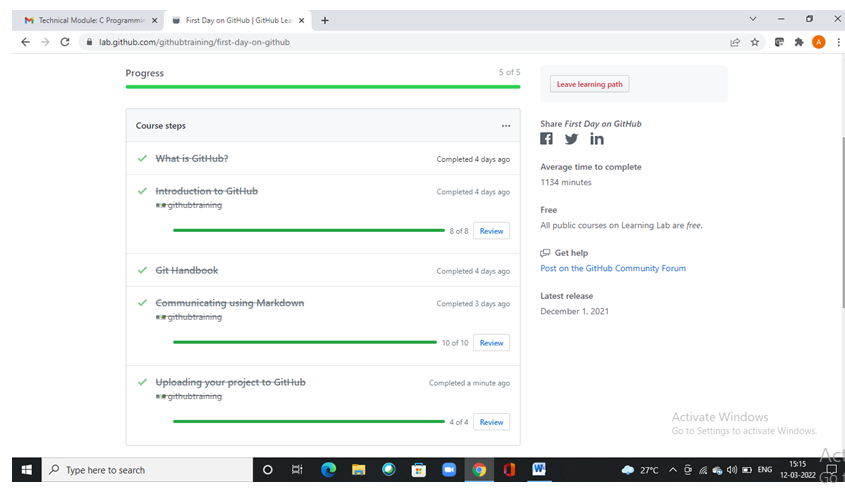 Technical Module: C Programmin
First Day on GitHub | GitHub Lea
lab.github.com/githubtraining/first-day-on-github
A
Progress
5 of 5
Course steps
What is GitHub?
Completed 4 days ago
Introduction to GitHub
Completed 4 days ago
githubtraining
8 of 8
Review
Git Handbook
Completed 4 days ago
Communicating using Markdown
Completed 3 days ago
githubtraining
10 of 10
Review
Uploading your project to GitHub
Completed a minute ago
githubtraining
4 of 4
Review
Leave learning path
Share First Day on GitHub
Average time to complete
1134 minutes
Free
All public courses on Learning Lab are free.
Get help
Post on the GitHub Community Forum
Latest release
December 1, 2021
Activate Windows
Go to Settings to activate Windows.
Type here to search
27°C
ENG
15:15
12-03-2022